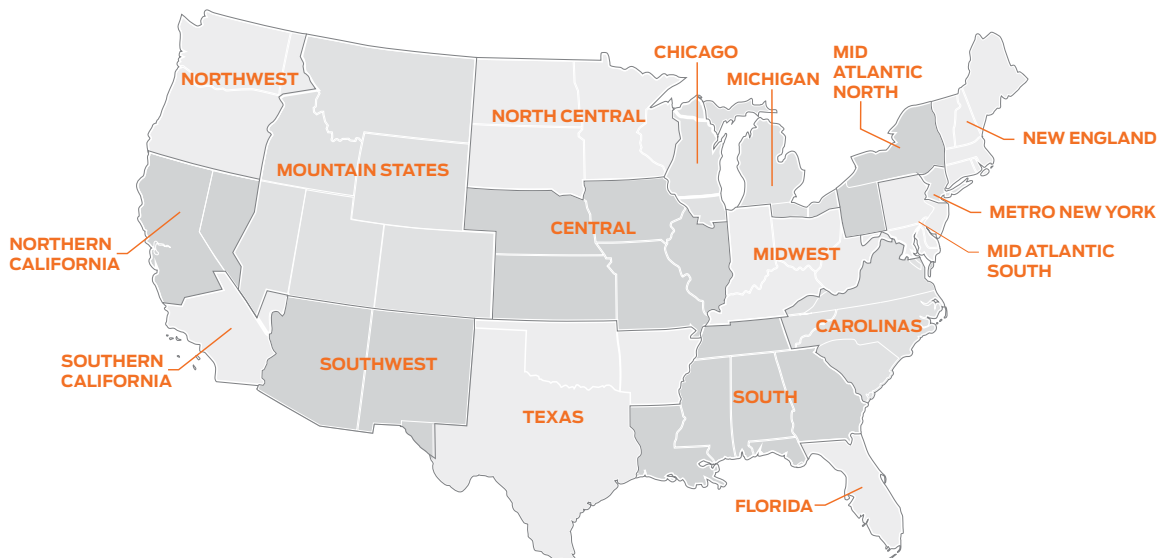 CHICAGO
MICHIGAN
MID
ATLANTIC
NORTH
NORTHWEST
NORTH CENTRAL
NEW ENGLAND
MOUNTAIN STATES
METRO NEW YORK
CENTRAL
NORTHERN
CALIFORNIA
MIDWEST
MID ATLANTIC
SOUTH
CAROLINAS
SOUTHERN
CALIFORNIA
SOUTHWEST
SOUTH
TEXAS
FLORIDA